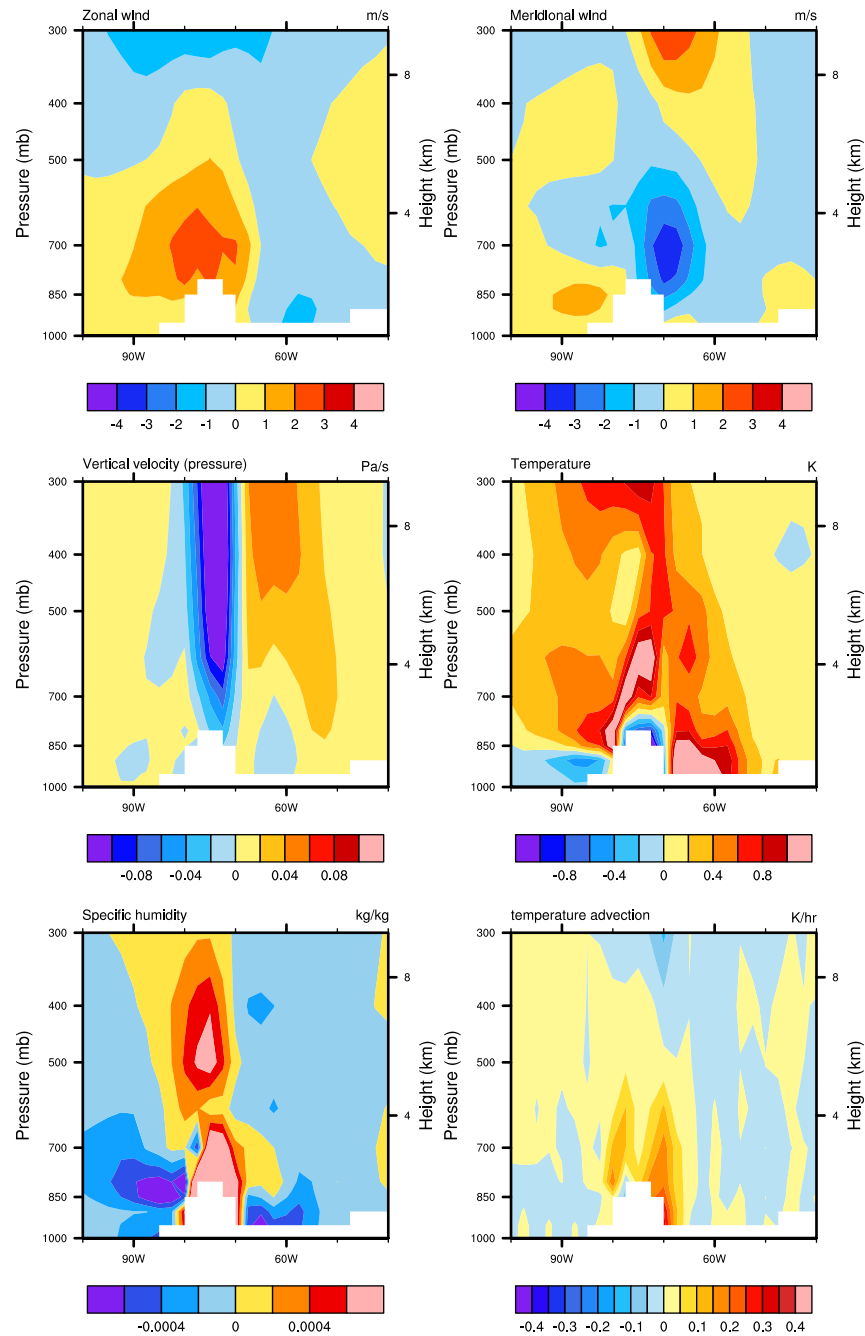 Zonal wind m/s
300
400
500
700
850
1000
Pressure (mb)
8
4
Height (km)
90W 60W
-4 -3 -2 -1 0 1 2 3 4
Meridional wind m/s
300
400
500
700
850
1000
Pressure (mb)
8
4
Height (km)
90W 60W
-4 -3 -2 -1 0 1 2 3 4
Vertical velocity (pressure) Pa/s
300
400
500
700
850
1000
Pressure (mb)
8
4
Height (km)
90W 60W
-0.08 -0.04 0 0.04 0.08
Temperature K
300
400
500
700
850
1000
Pressure (mb)
8
4
Height (km)
90W 60W
-0.8 -0.4 0 0.4 0.8
Specific humidity kg/kg
300
400
500
700
850
1000
Pressure (mb)
8
4
Height (km)
90W 60W
-0.0004 0 0.0004
temperature advection K/hr
300
400
500
700
850
1000
Pressure (mb)
8
4
Height (km)
90W 60W
-0.4 -0.3 -0.2 -0.1 0 0.1 0.2 0.3 0.4